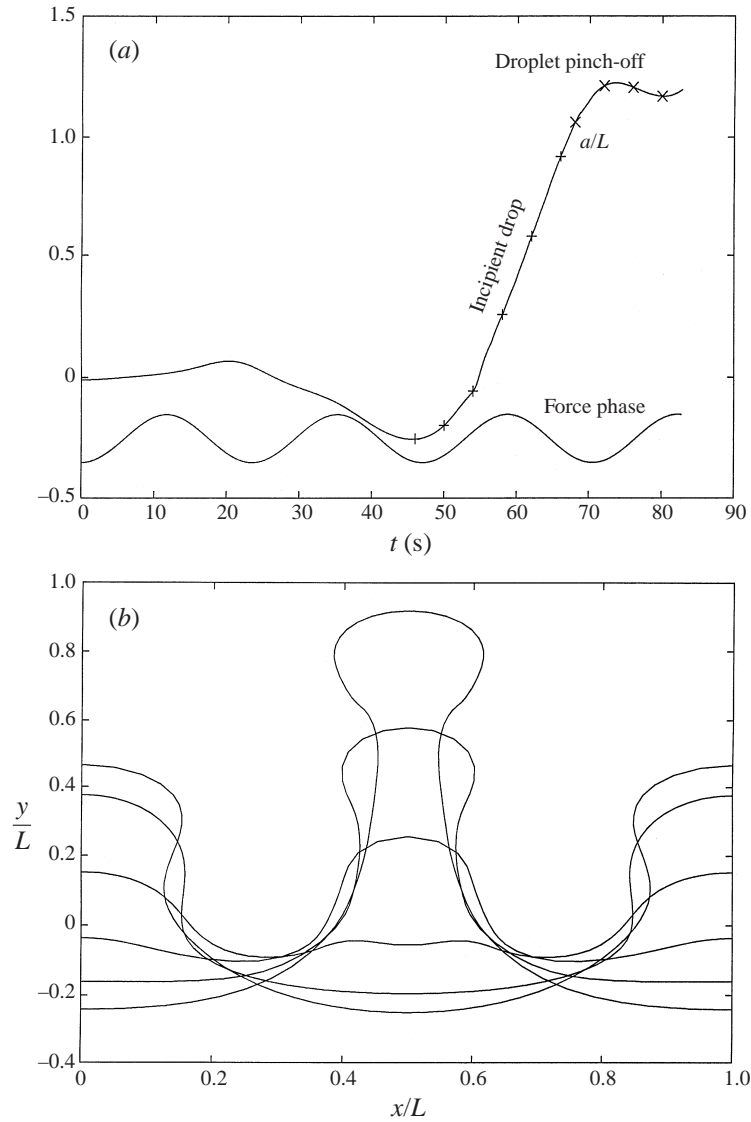 1.5
(a)
Droplet pinch-off
1.0
a/L
0.5
Incipient drop
0
Force phase
–0.5
0 10 20 30 40 50 60 70 80 90
t (s)
1.0
(b)
0.8
0.6
0.4
y
L
0.2
0
–0.2
–0.4
0 0.2 0.4 0.6 0.8 1.0
x/L